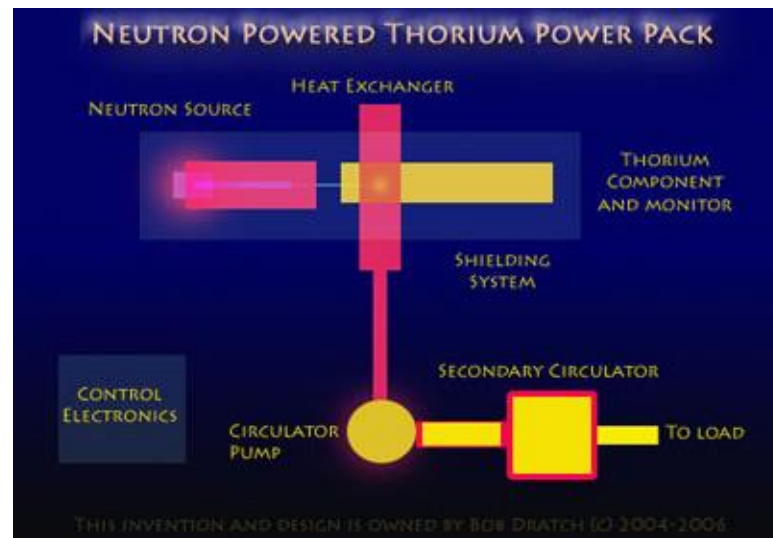 Neutron Powered Thorium Power Pack
Heat Exchanger
Neutron Source
Thorium
Component
and monitor
Shielding
System
Secondary Circulator
Control
Electronics
Circulator
Pump
To load
This invention and design is owned by Bob Dratch (c) 2004-2006